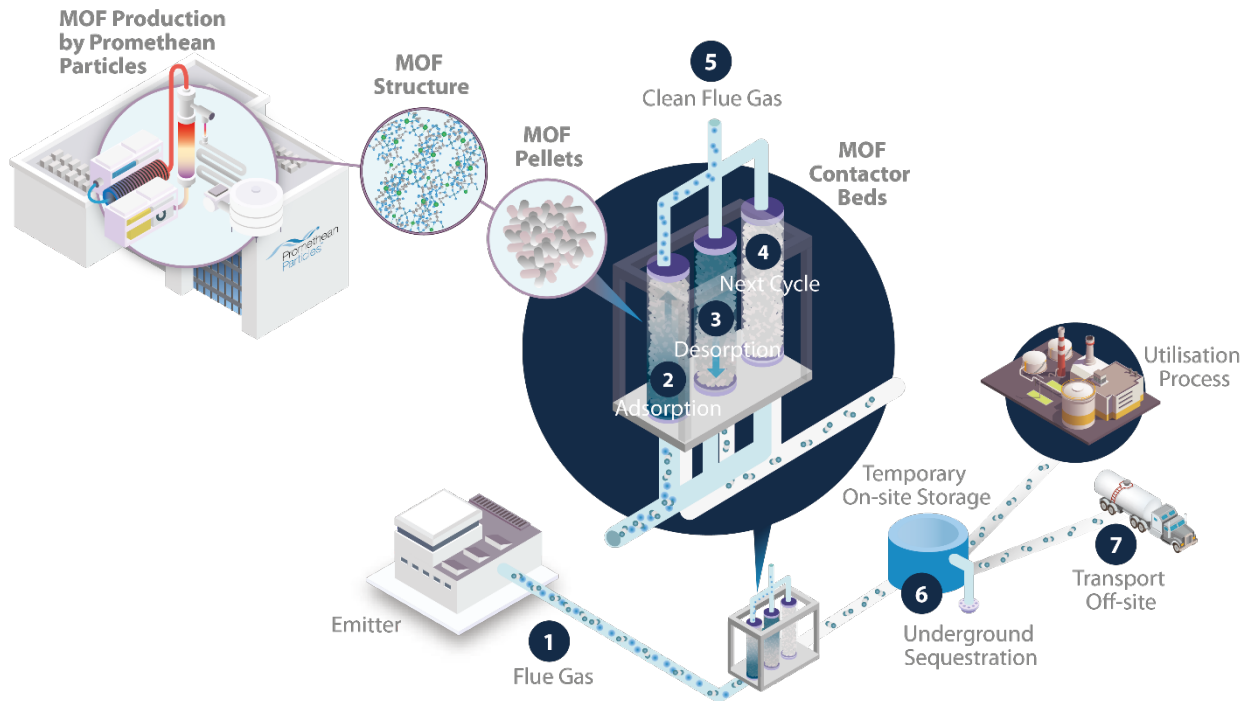 MOF Production
by Promethean
Particles
MOF
Structure
MOF
Pellets
5
Clean Flue Gas
MOF
Contactor
Beds
Promethean
Particles
4
Next Cycle
3
Desorption
2
Adsorption
Utilisation
Process
Temporary
On-site Storage
7
Transport
Off-site
6
Underground
Sequestration
Emitter
1
Flue Gas